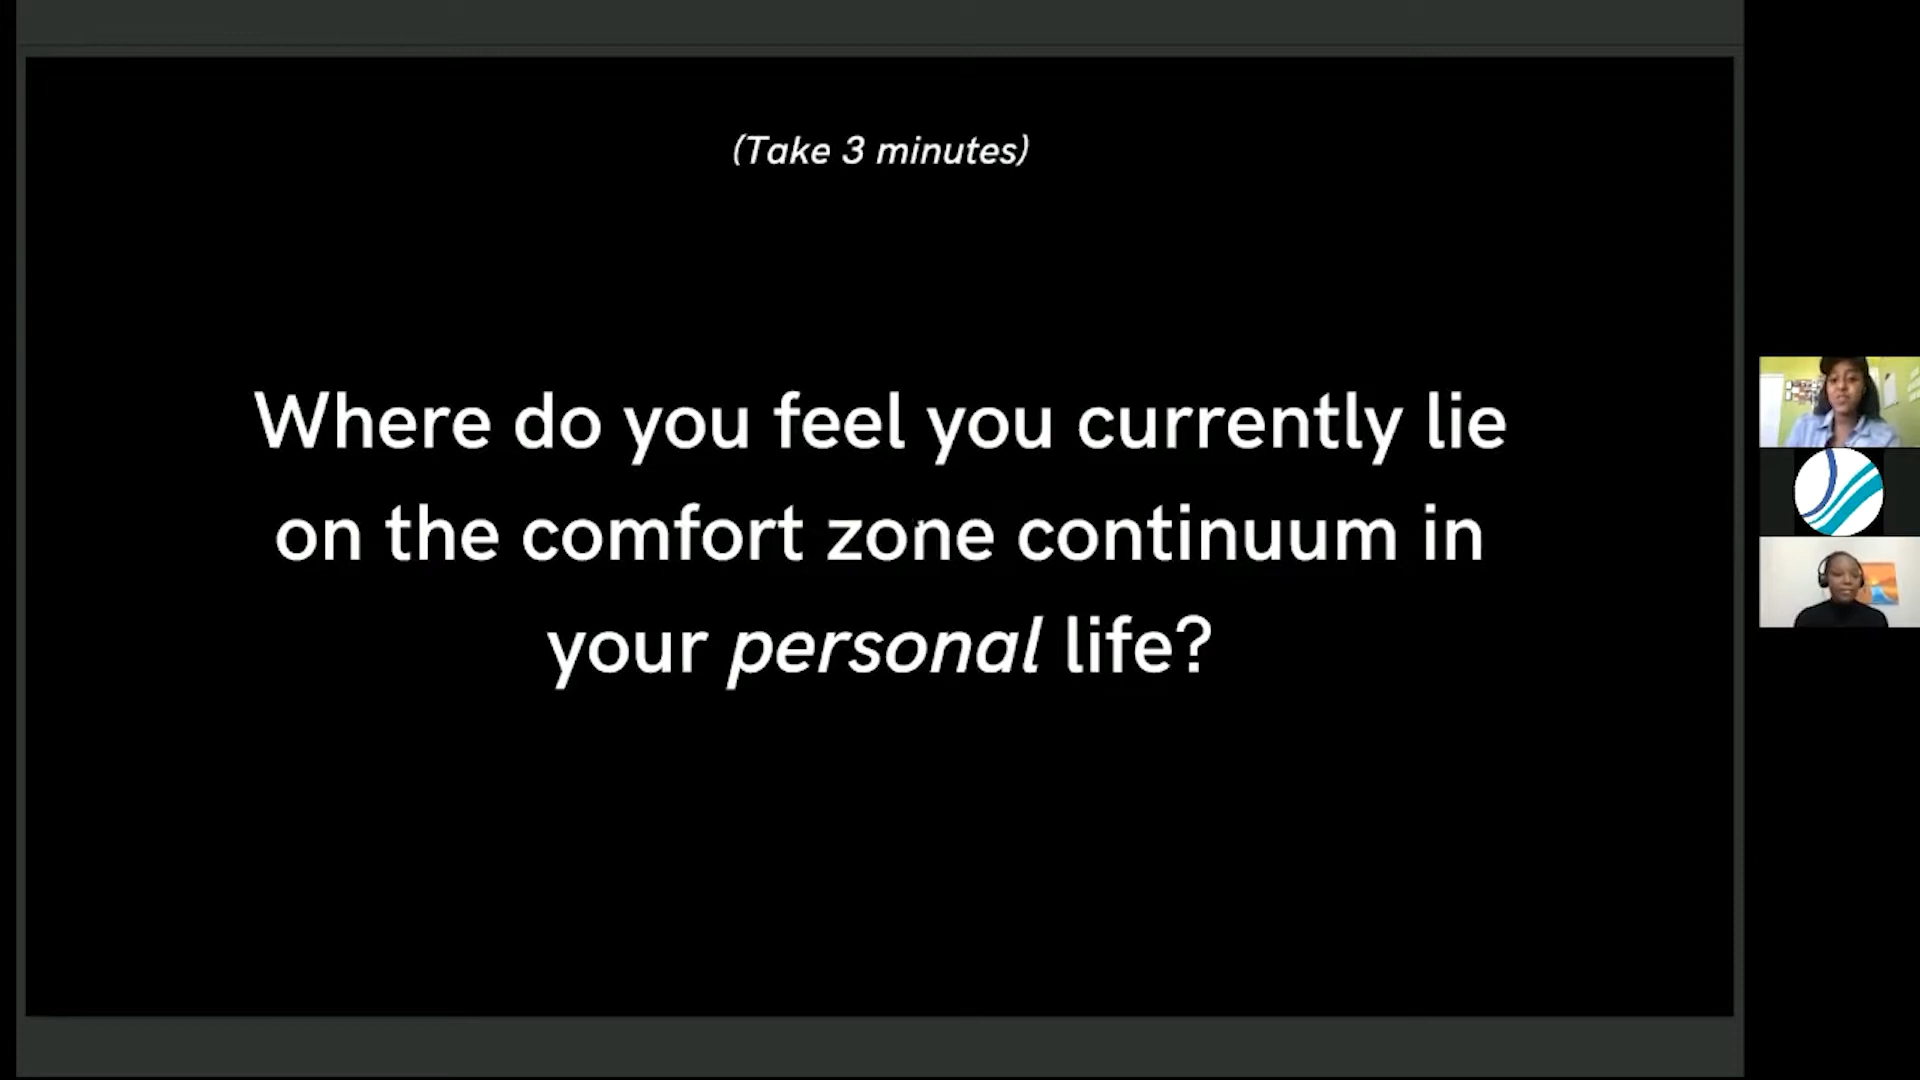 (Take 3 minutes)
Where do you feel you currently lie
on the comfort zone continuum in
your personal life?